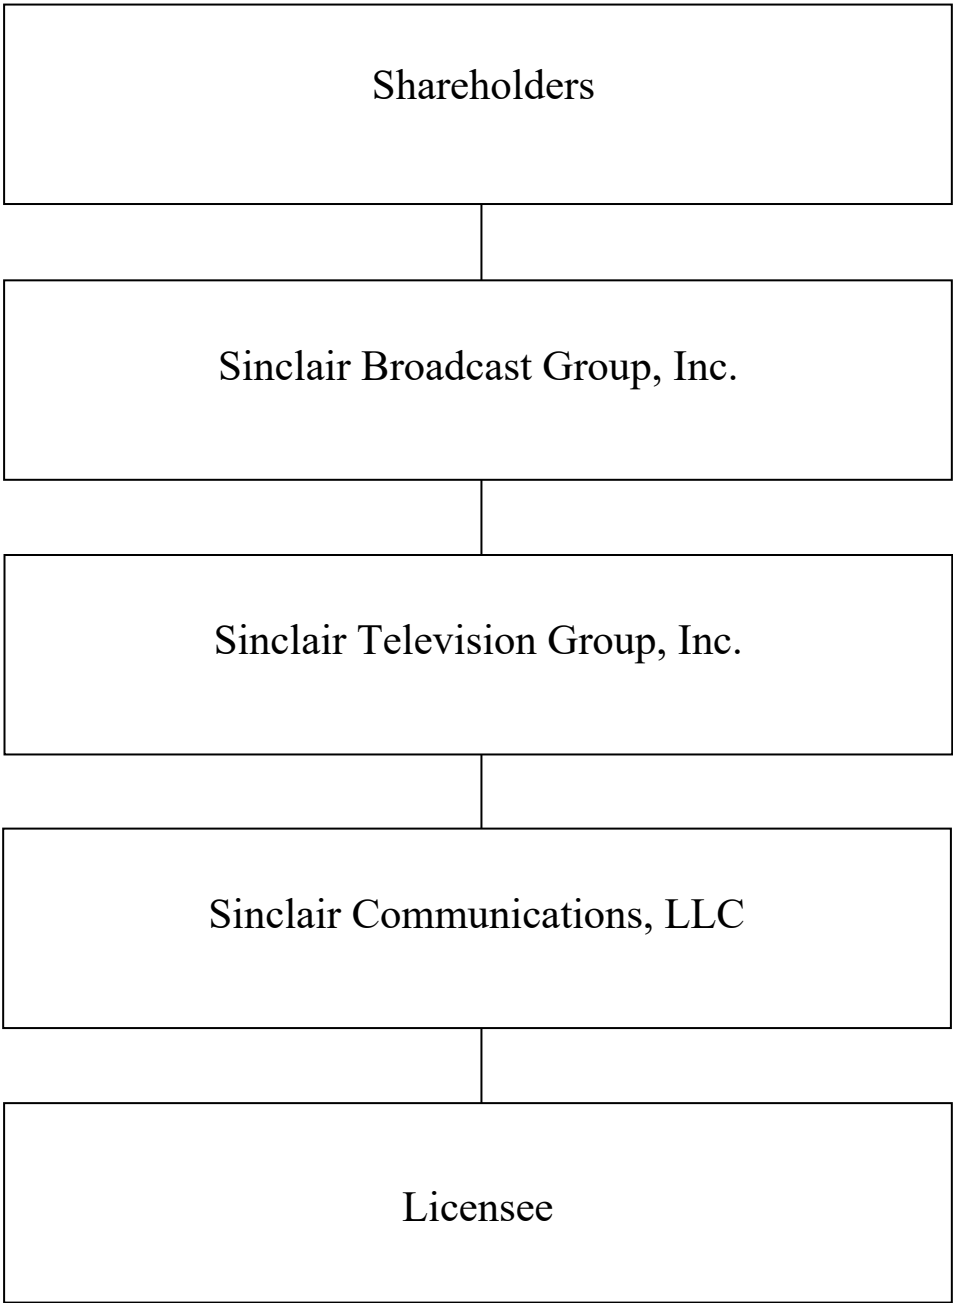 Shareholders
Sinclair Broadcast Group, Inc.
Sinclair Television Group, Inc.
Sinclair Communications, LLC
Licensee